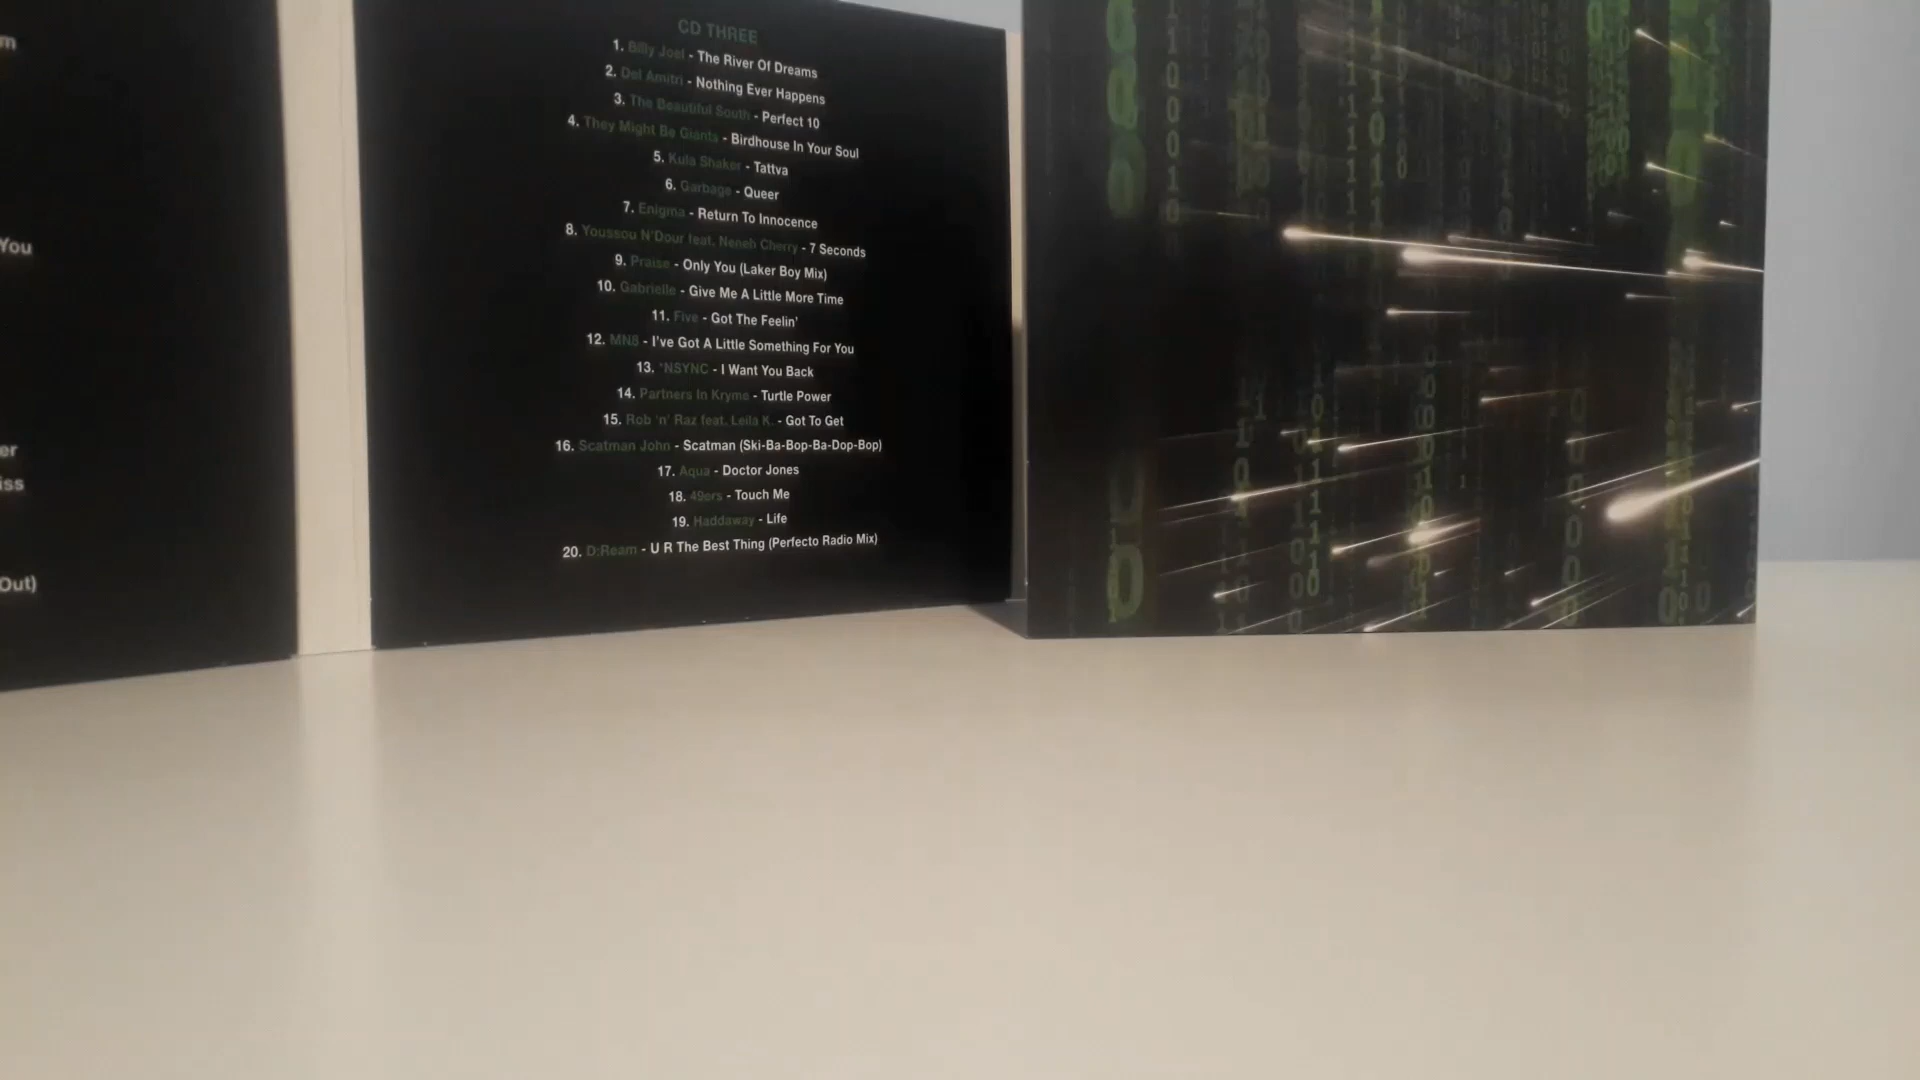 m
You
er
iss
Out)
CD THREE
1. Billy Joel - The River Of Dreams
2. Del Amitri - Nothing Ever Happens
3. The Beautiful South - Perfect 10
4. They Might Be Giants - Birdhouse In Your Soul
5. Kula Shaker - Tattva
6. Garbage - Queer
7. Enigma - Return To Innocence
8. Youssou N'Dour feat. Neneh Cherry - 7 Seconds
9. Praise - Only You (Laker Boy Mix)
10. Gabrielle - Give Me A Little More Time
11. Five - Got The Feelin'
12. MN8 - I've Got A Little Something For You
13. *NSYNC - I Want You Back
14. Partners In Kryme - Turtle Power
15. Rob 'n' Raz feat. Leila K. - Got To Get
16. Scatman John - Scatman (Ski-Ba-Bop-Ba-Dop-Bop)
17. Aqua - Doctor Jones
18. 49ers - Touch Me
19. Haddaway - Life
20. D:Ream - U R The Best Thing (Perfecto Radio Mix)